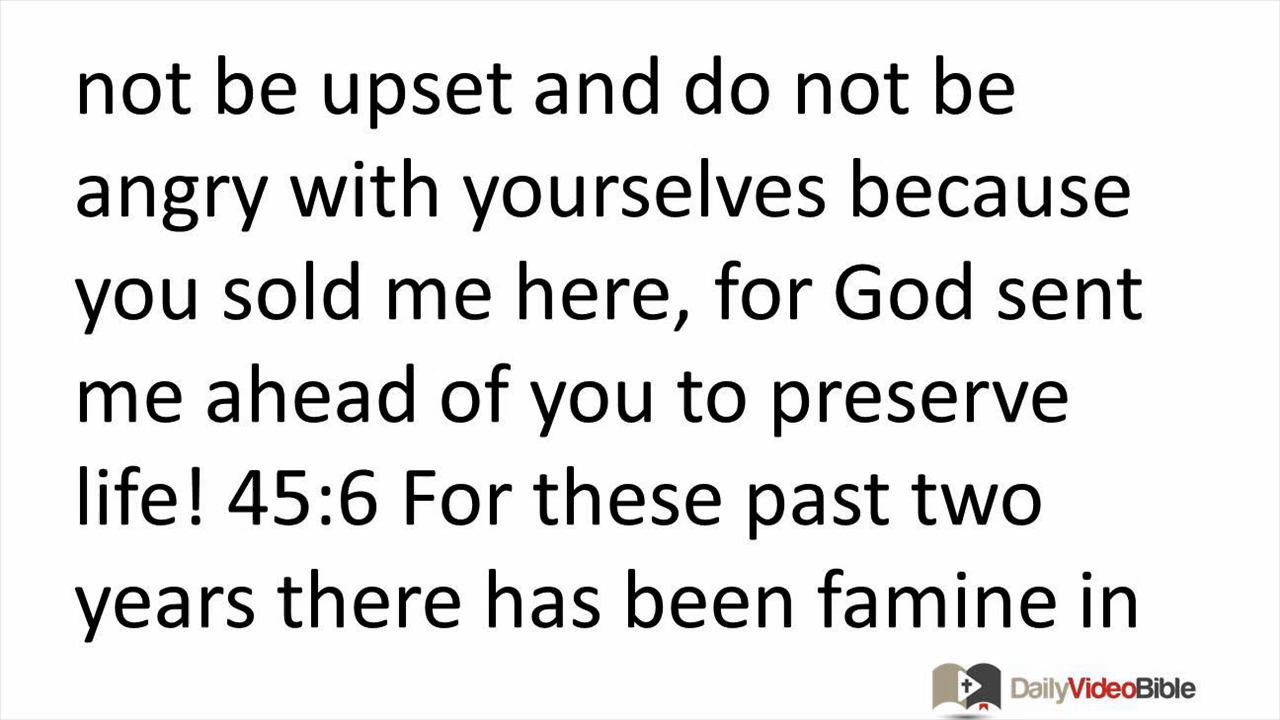 not be upset and do not be
angry with yourselves because
you sold me here, for God sent
me ahead of you to preserve
life! 45:6 For these past two
years there has been famine in
DailyVideoBible